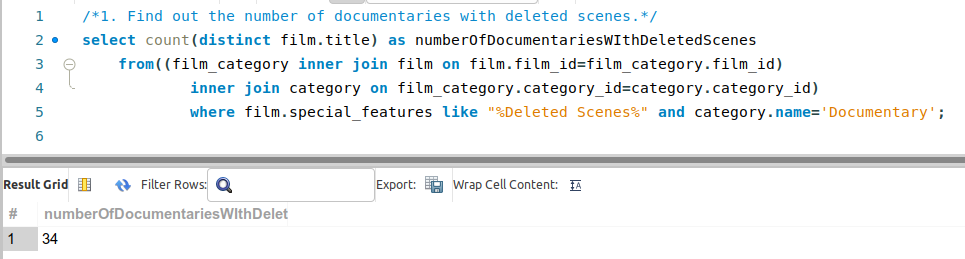 1 /*1. Find out the number of documentaries with deleted scenes.*/
2 select count(distinct film.title) as numberOfDocumentariesWIthDeletedScenes
3 from((film_category inner join film on film.film_id=film_category.film_id)
4 inner join category on film_category.category_id=category.category_id)
5 where film.special_features like "%Deleted Scenes%" and category.name='Documentary';
6
Result Grid Filter Rows: Export: Wrap Cell Content: IA
# numberOfDocumentariesWIthDelet
1 34